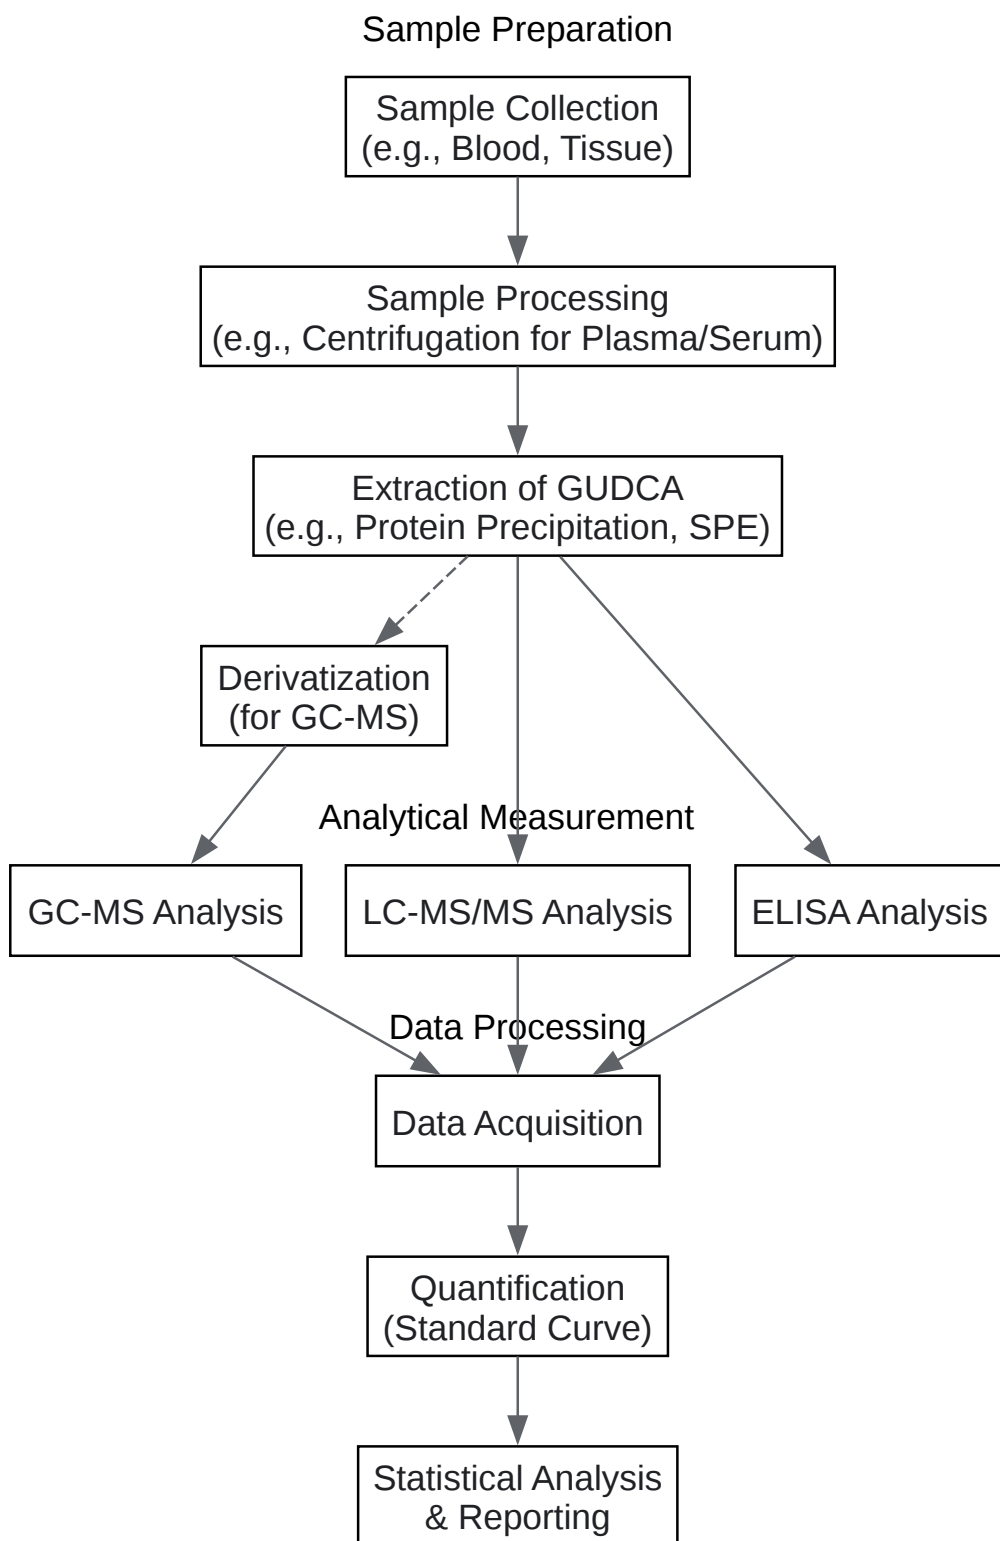 Sample Preparation
Sample Collection
(e.g., Blood, Tissue)
Sample Processing
(e.g., Centrifugation for Plasma/Serum)
Extraction of GUDCA
(e.g., Protein Precipitation, SPE)
Derivatization
(for GC-MS)
Analytical Measurement
GC-MS Analysis
LC-MS/MS Analysis
ELISA Analysis
Data Processing
Data Acquisition
Quantification
(Standard Curve)
Statistical Analysis
& Reporting